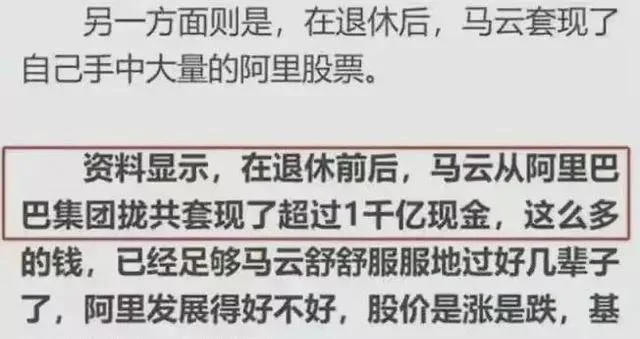 另一方面则是，在退休后，马云套现了
自己手中大量的阿里股票。
资料显示，在退休前后，马云从阿里巴
巴集团拢共套现了超过1千亿现金，这么多
的钱，已经足够马云舒舒服服地过好几辈子
了，阿里发展得好不好，股价是涨是跌，基